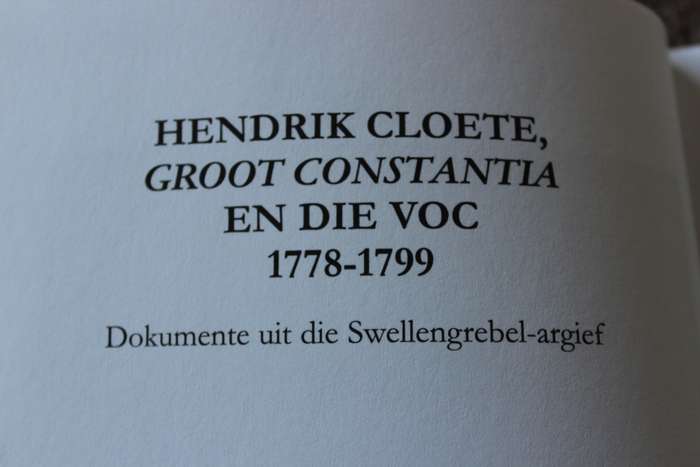 HENDRIK CLOETE,
GROOT CONSTANTIA
EN DIE VOC
1778-1799
Dokumente uit die Swellengrebel-argief